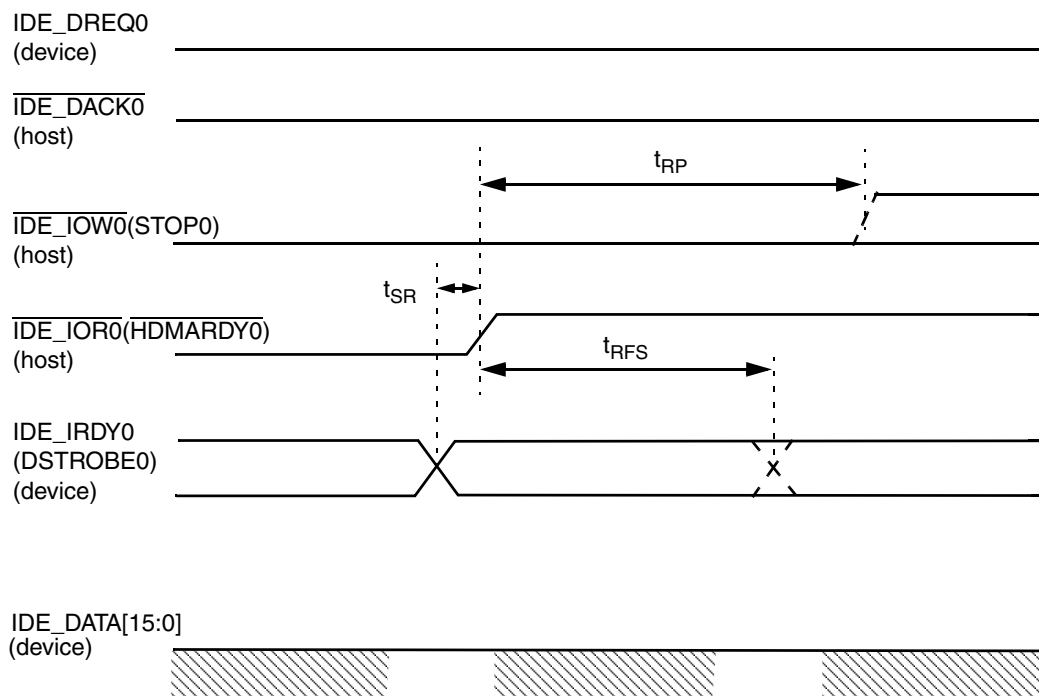 IDE_DREQ0
(device)
IDE_DACK0
(host)
tRP
IDE_IOW0(STOP0)
(host)
tSR
IDE_IOR0(HDMARDY0)
(host)
tRFS
IDE_IRDY0
(DSTROBE0)
(device)
IDE_DATA[15:0]
(device)